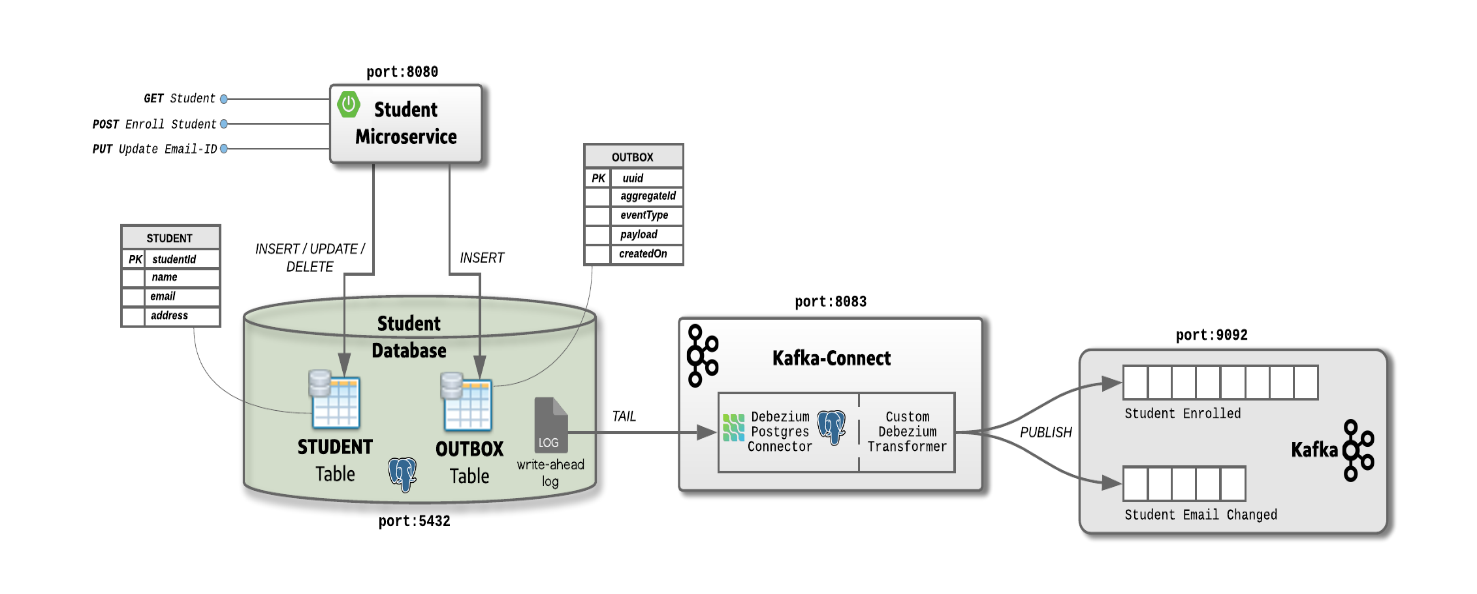 port:8080
GET Student
POST Enroll Student
PUT Update Email-ID
Student
Microservice
OUTBOX
PK uuid
aggregateId
eventType
payload
createdOn
STUDENT
PK studentId
name
email
address
INSERT / UPDATE /
DELETE
INSERT
Student
Database
STUDENT
Table
OUTBOX
Table
LOG
write-ahead
log
port:5432
TAIL
port:8083
Kafka-Connect
Debezium
Postgres
Connector
Custom
Debezium
Transformer
PUBLISH
port:9092
Student Enrolled
Kafka
Student Email Changed